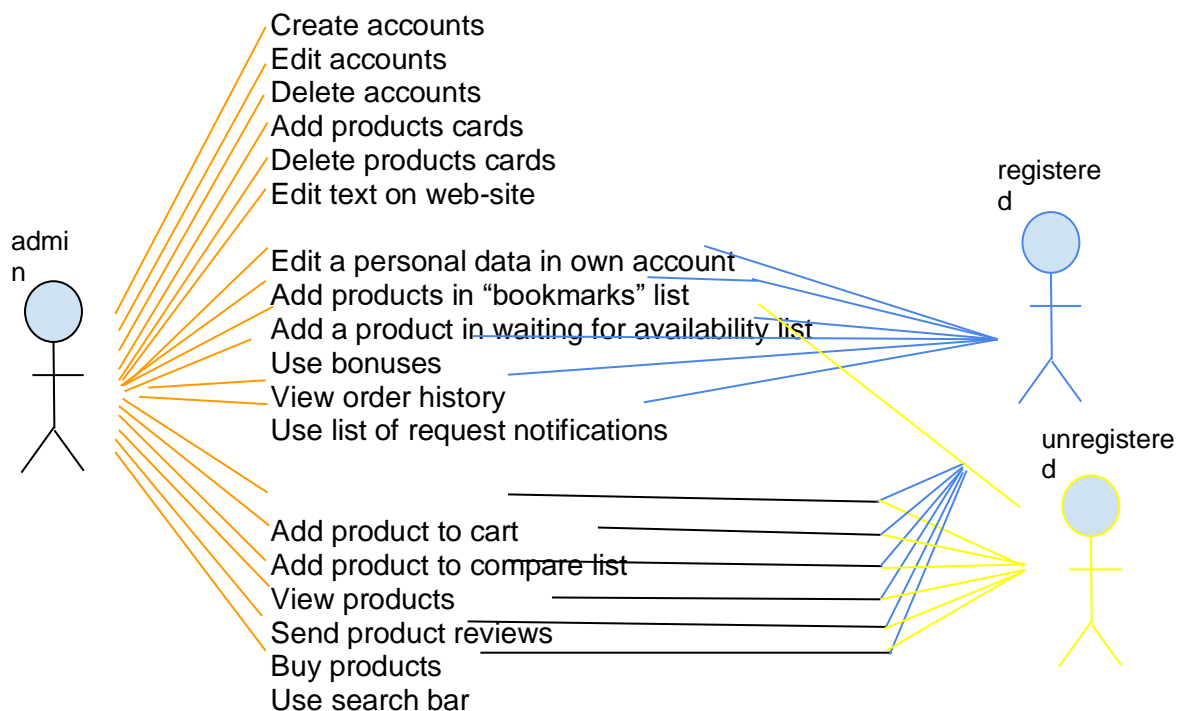 Create accounts
Edit accounts
Delete accounts
Add products cards
Delete products cards
Edit text on web-site
registere
d
admi
n
Edit a personal data in own account
Add products in “bookmarks” list
Add a product in waiting for availability list
Use bonuses
View order history
Use list of request notifications
unregistere
d
Add product to cart
Add product to compare list
View products
Send product reviews
Buy products
Use search bar